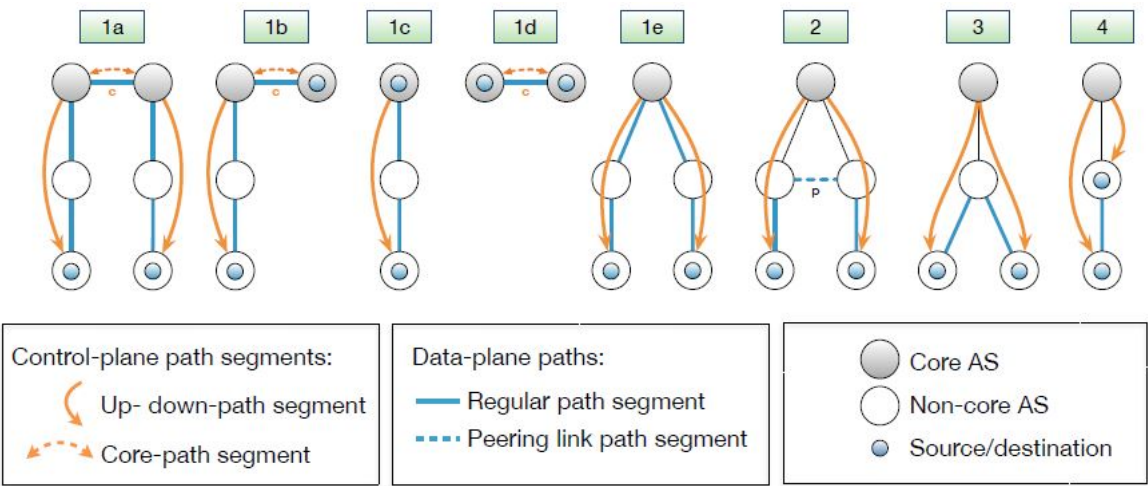 1a 1b 1c 1d 1e 2 3 4
c c c
p
Control-plane path segments:
Up- down-path segment
Core-path segment
Data-plane paths:
Regular path segment
Peering link path segment
Core AS
Non-core AS
Source/destination